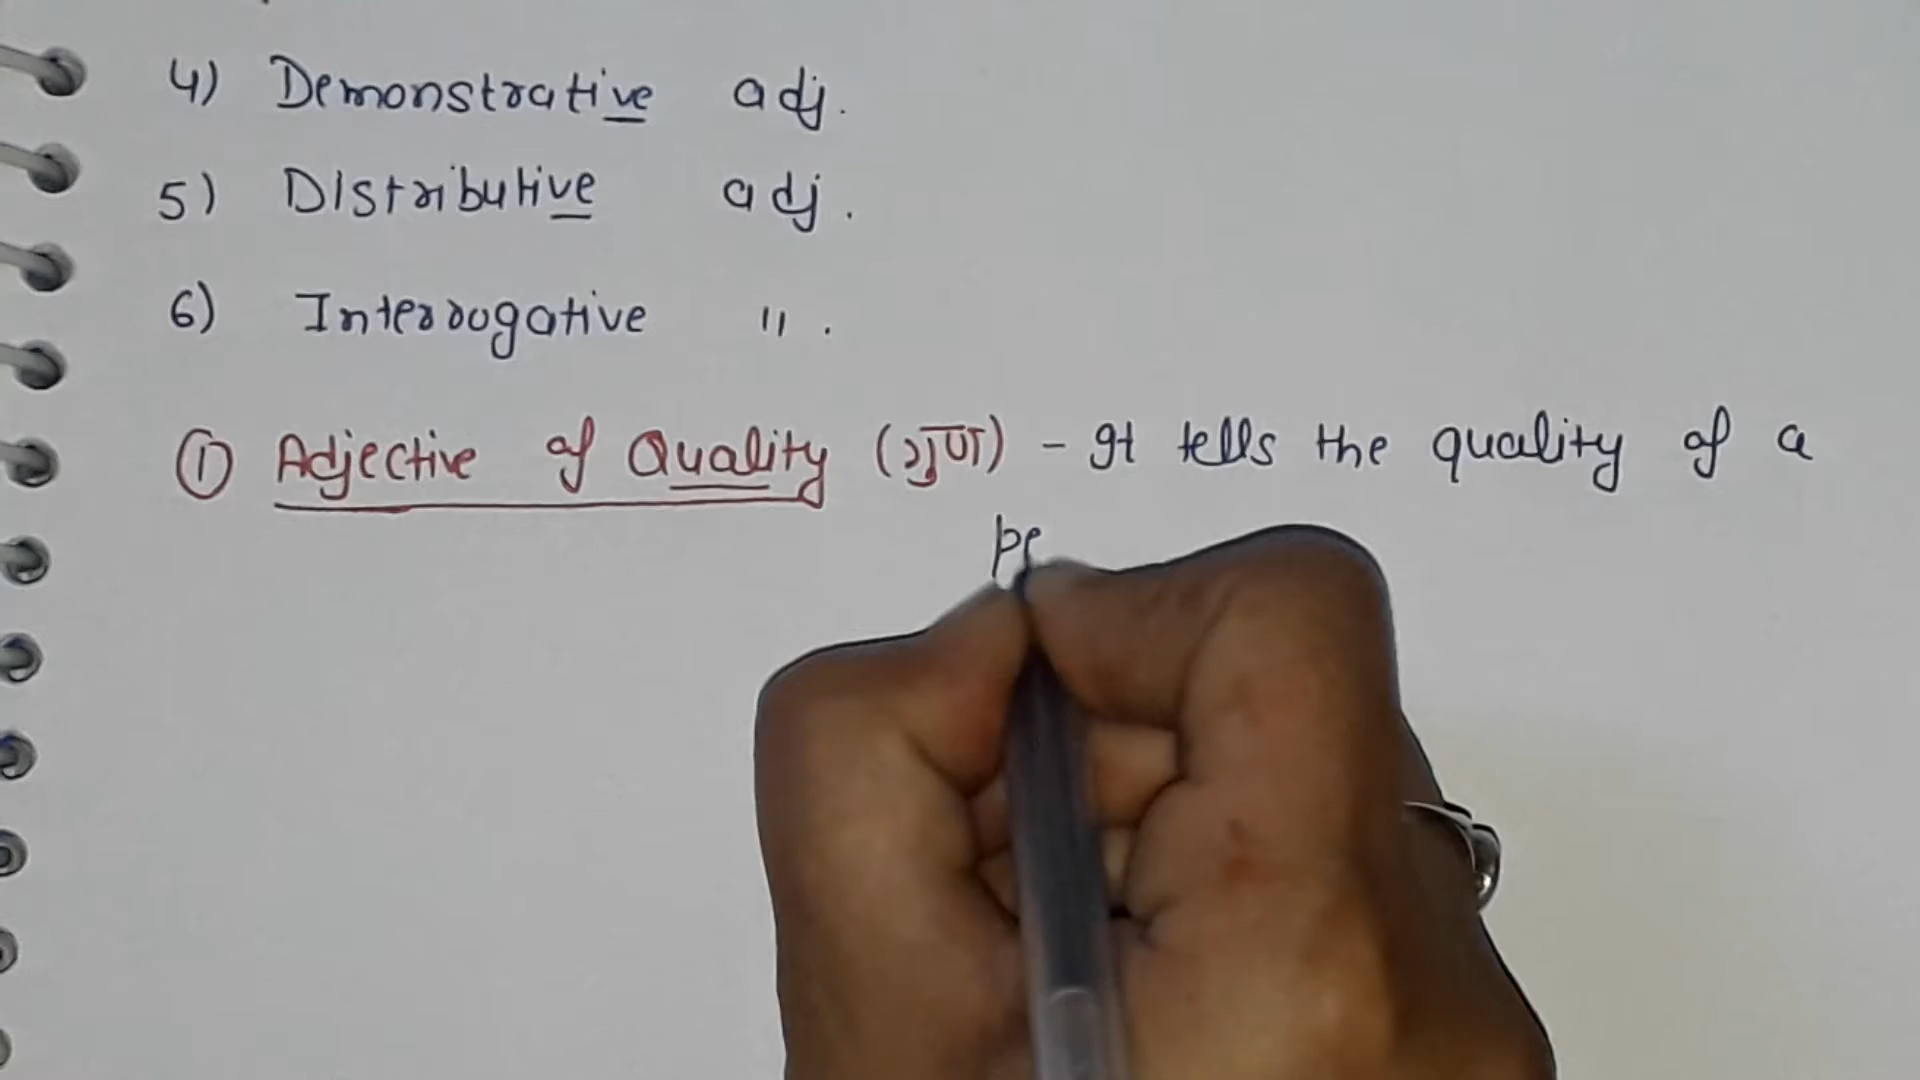 4) Demonstrative adj.
5) Distributive adj.
6) Interrogative " .
① Adjective of Quality (गुण) - It tells the quality of a
pe